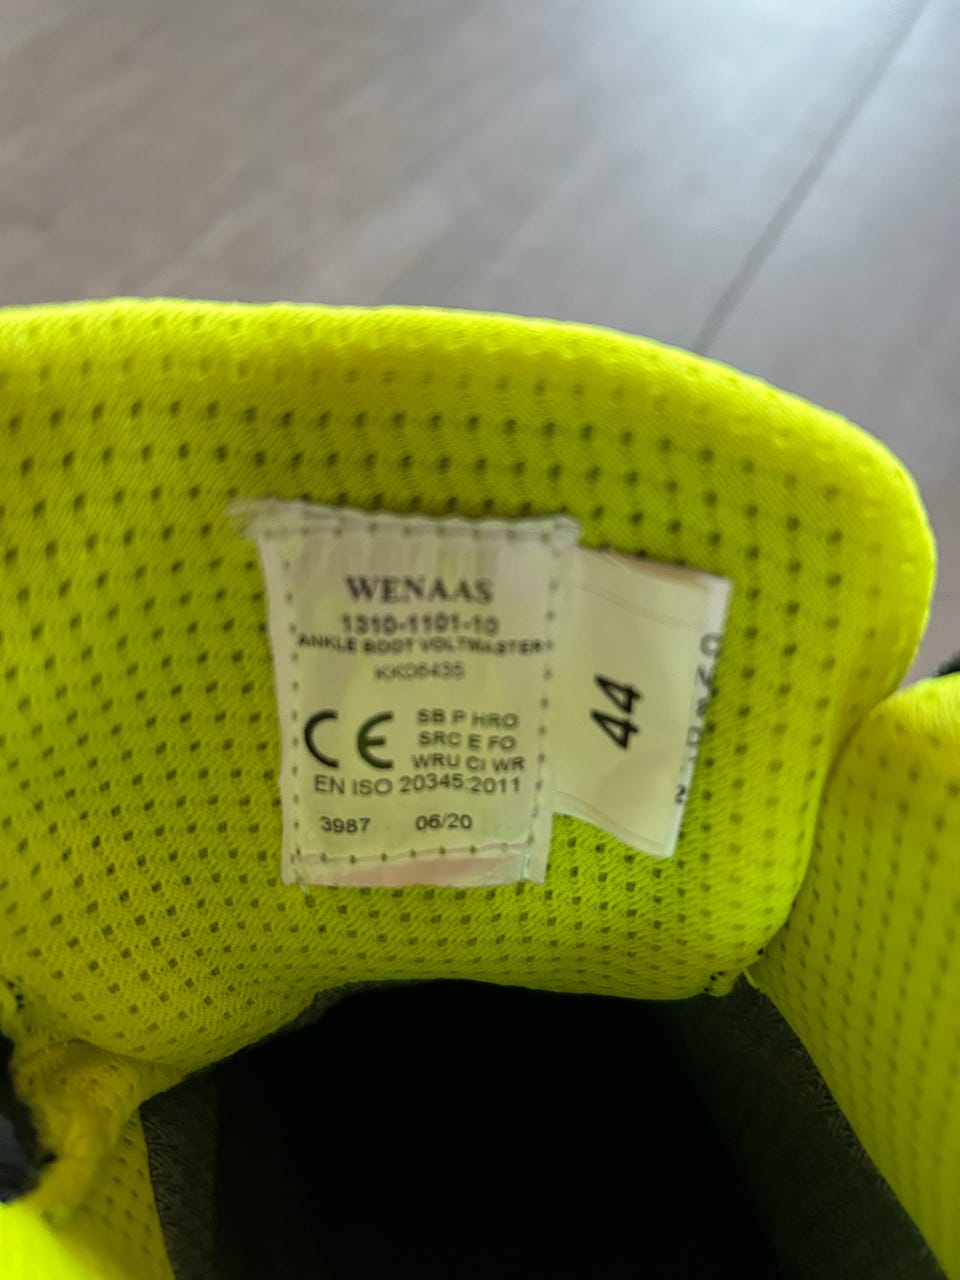 WENAAS
1310-1101-10
ANKLE BOOT VOLTMASTER
KK06435
CE
SB P HRO
SRC E FO
WRU CI WR
EN ISO 20345:2011
3987 06/20
44